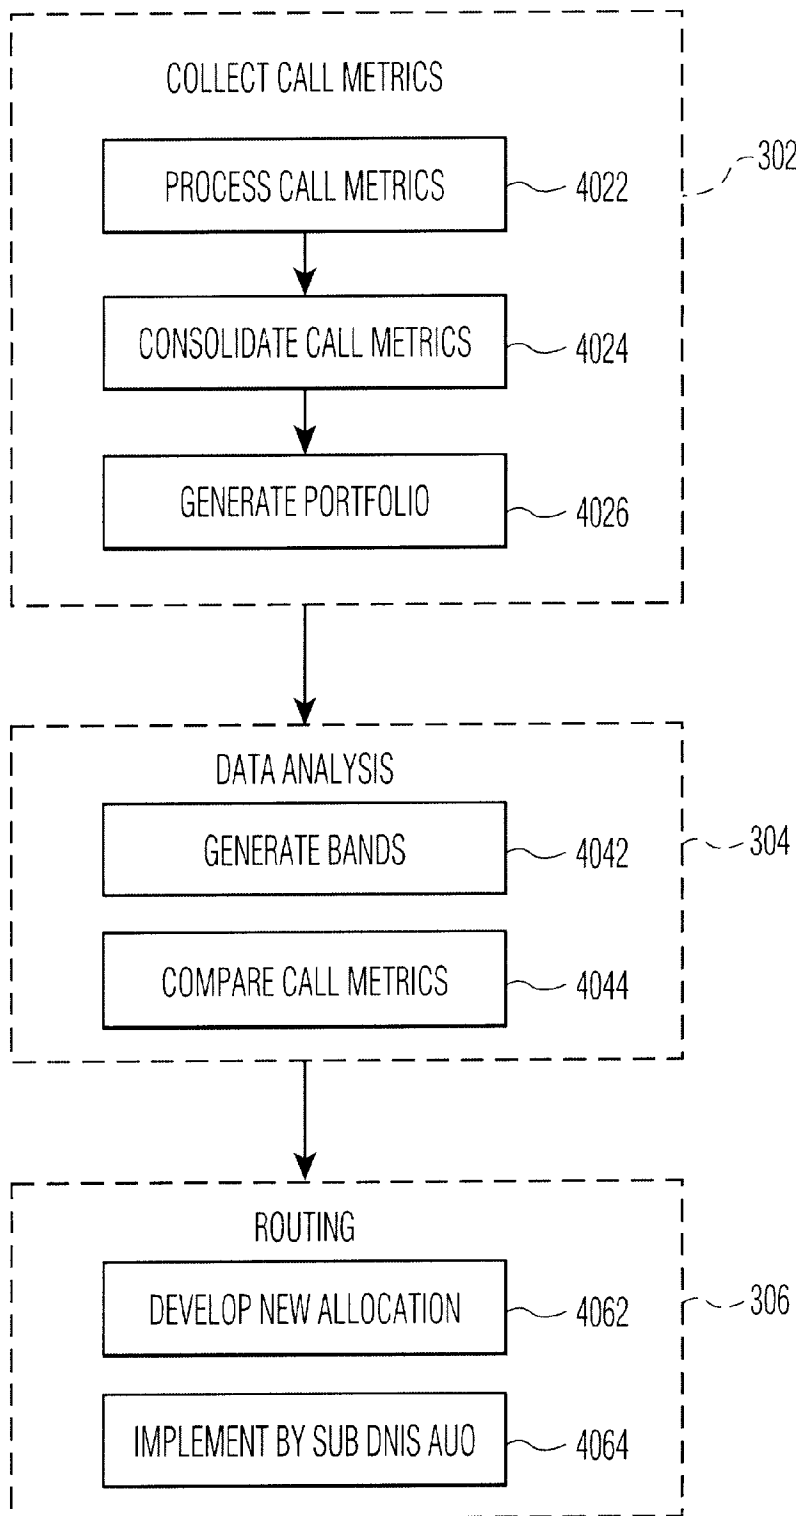 COLLECT CALL METRICS
302
PROCESS CALL METRICS
4022
CONSOLIDATE CALL METRICS
4024
GENERATE PORTFOLIO
4026
DATA ANALYSIS
304
GENERATE BANDS
4042
COMPARE CALL METRICS
4044
ROUTING
306
DEVELOP NEW ALLOCATION
4062
IMPLEMENT BY SUB DNIS AUO
4064